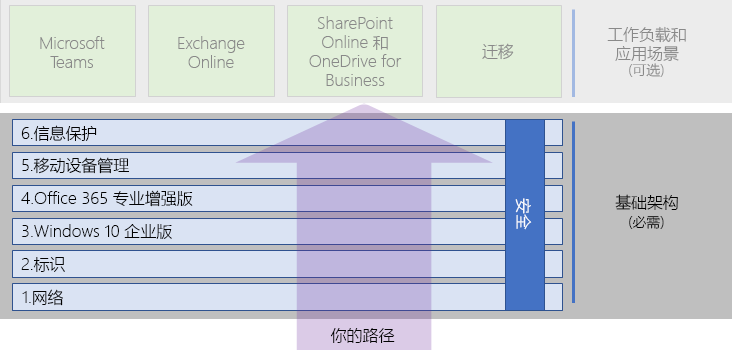 Microsoft
Teams
Exchange
Online
SharePoint
Online 和
OneDrive for
Business
迁移
工作负载和
应用场景
(可选)
6.信息保护
5.移动设备管理
4.Office 365 专业增强版
3.Windows 10 企业版
2.标识
1.网络
安全
基础架构
(必需)
你的路径